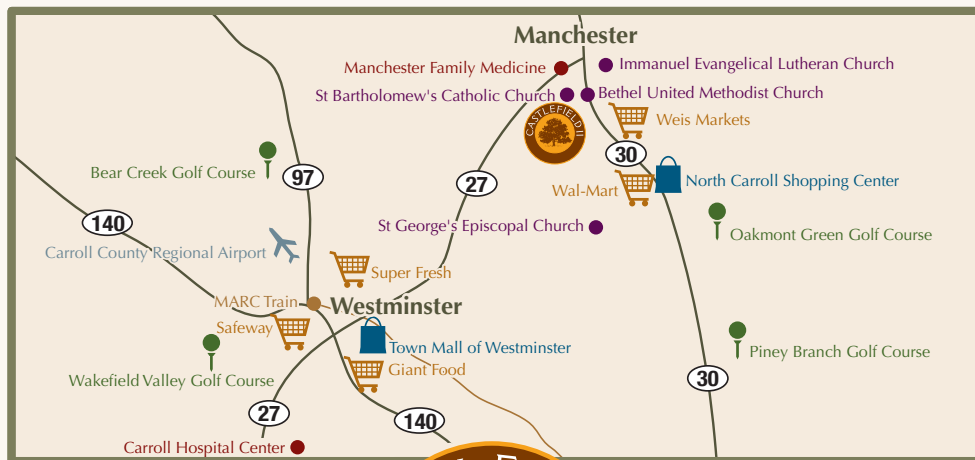 Manchester
Manchester Family Medicine
Immanuel Evangelical Lutheran Church
St Bartholomew's Catholic Church
Bethel United Methodist Church
CASTLEFIELD II
Weis Markets
30
Bear Creek Golf Course
97
27
Wal-Mart
North Carroll Shopping Center
140
St George's Episcopal Church
Oakmont Green Golf Course
Carroll County Regional Airport
Super Fresh
MARC Train
Westminster
Safeway
Town Mall of Westminster
Piney Branch Golf Course
Giant Food
Wakefield Valley Golf Course
30
27
140
Carroll Hospital Center